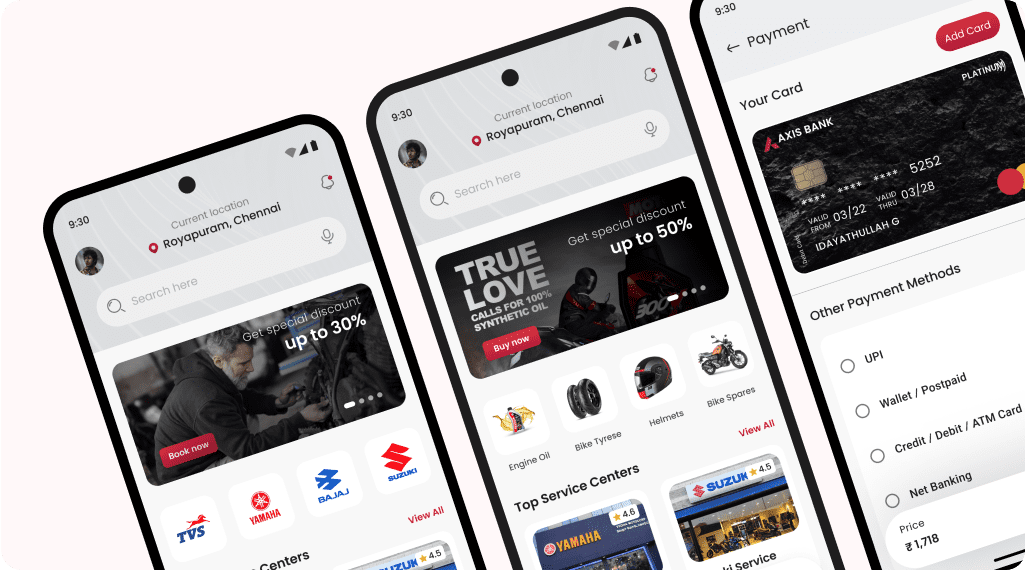 9:30
Current location
Royapuram, Chennai
Search here
Get special discount
up to 30%
Book now
TVS
YAMAHA
BAJAJ
SUZUKI
View All
Centers
4.5
9:30
Current location
Royapuram, Chennai
Search here
TRUE
LOVE
CALLS FOR 100%
SYNTHETIC OIL
Get special discount
up to 50%
300
Buy now
Engine Oil
Bike Tyrese
Helmets
Bike Spares
View All
Top Service Centers
YAMAHA
4.6
SUZUK
4.5
ki Service
9:30
← Payment
Add Card
Your Card
AXIS BANK
PLATINUM
**** **** **** 5252
VALID
FROM 03/22
VALID
THRU 03/28
IDAYATHULLAH G
Other Payment Methods
UPI
Wallet / Postpaid
Credit / Debit / ATM Card
Net Banking
Price
₹ 1,718